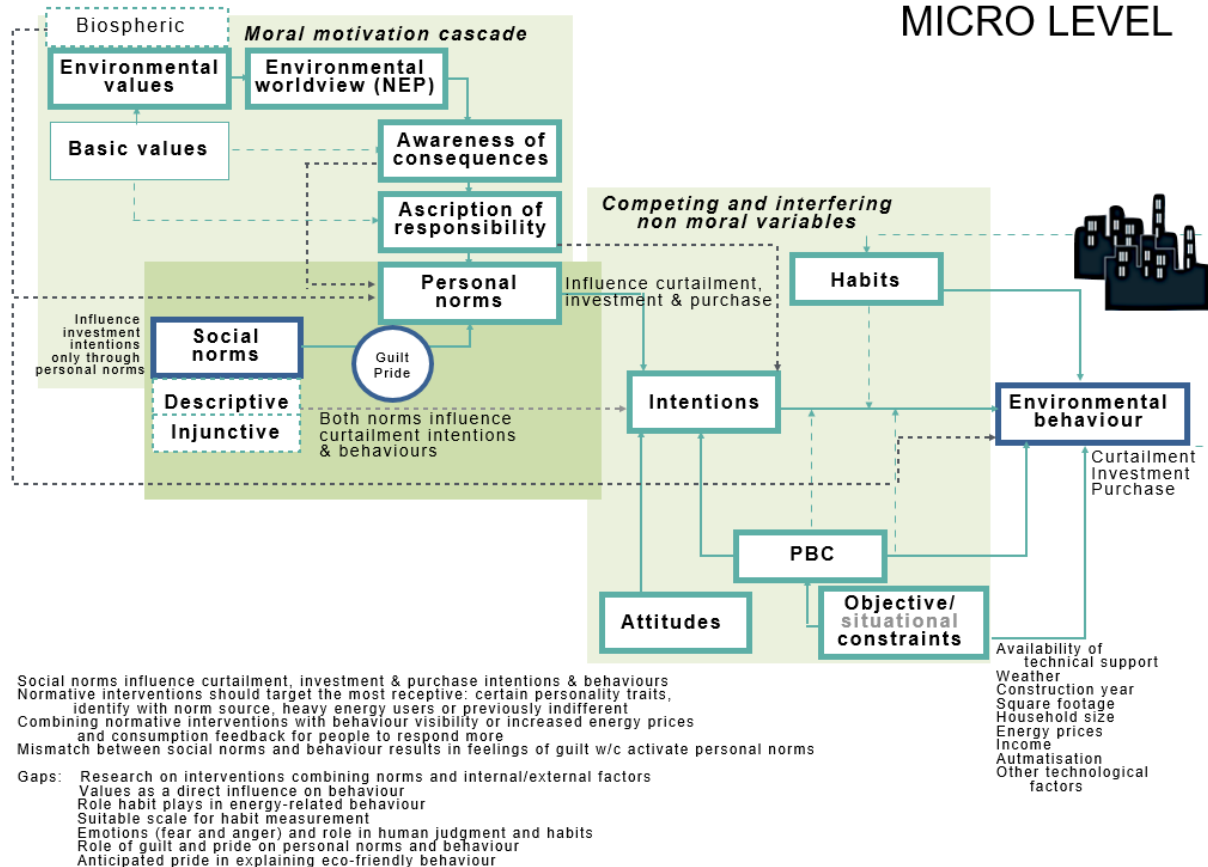 MICRO LEVEL
Biospheric
Moral motivation cascade
Environmental
values
Environmental
worldview (NEP)
Basic values
Awareness of
consequences
Ascription of
responsibility
Competing and interfering
non moral variables
Personal
norms
Influence curtailment,
investment & purchase
Habits
Influence
investment
intentions
only through
personal norms
Social
norms
Guilt
Pride
Descriptive
Injunctive
Both norms influence
curtailment intentions
& behaviours
Intentions
Environmental
behaviour
Curtailment
Investment
Purchase
PBC
Attitudes
Objective/
situational
constraints
Availability of
technical support
Weather
Construction year
Square footage
Household size
Energy prices
Income
Autmatisation
Other technological
factors
Social norms influence curtailment, investment & purchase intentions & behaviours
Normative interventions should target the most receptive: certain personality traits,
identify with norm source, heavy energy users or previously indifferent
Combining normative interventions with behaviour visibility or increased energy prices
and consumption feedback for people to respond more
Mismatch between social norms and behaviour results in feelings of guilt w/c activate personal norms
Gaps: Research on interventions combining norms and internal/external factors
Values as a direct influence on behaviour
Role habit plays in energy-related behaviour
Suitable scale for habit measurement
Emotions (fear and anger) and role in human judgment and habits
Role of guilt and pride on personal norms and behaviour
Anticipated pride in explaining eco-friendly behaviour